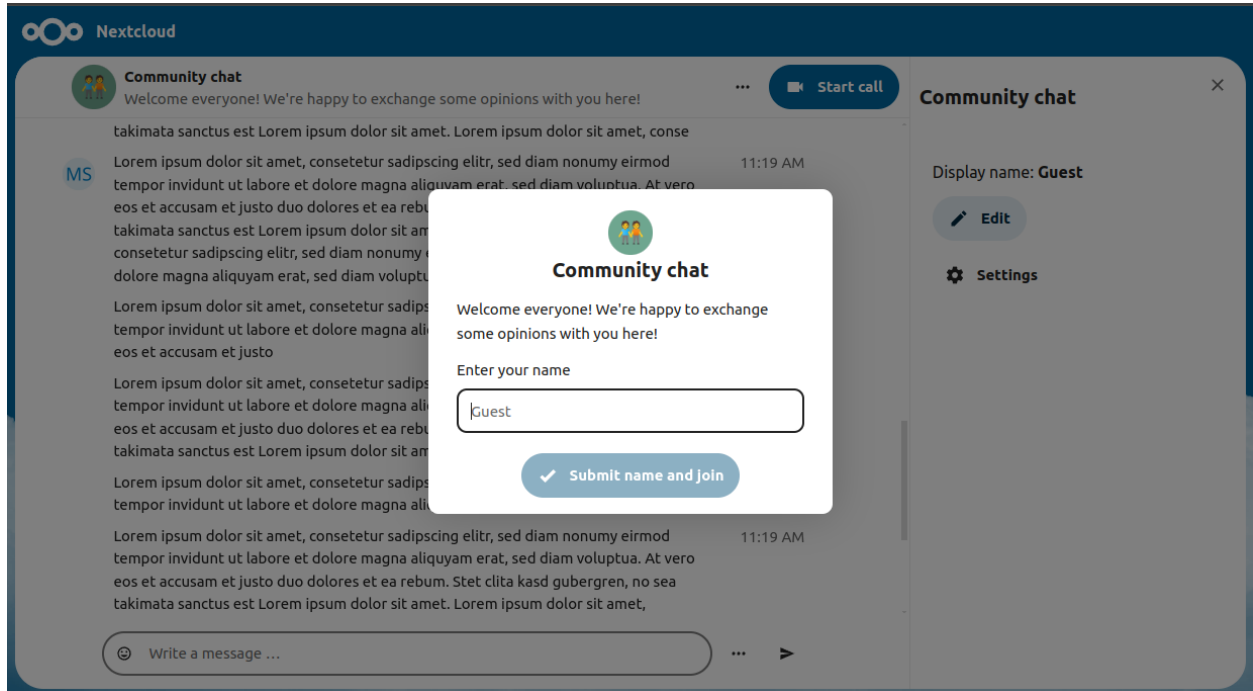 Nextcloud
Community chat
Welcome everyone! We're happy to exchange some opinions with you here!
Start call
takimata sanctus est Lorem ipsum dolor sit amet. Lorem ipsum dolor sit amet, conse
MS
Lorem ipsum dolor sit amet, consetetur sadipscing elitr, sed diam nonumy eirmod
11:19 AM
tempor invidunt ut labore et dolore magna aliquyam erat, sed diam voluptua. At vero
eos et accusam et justo duo dolores et ea rebu
takimata sanctus est Lorem ipsum dolor sit am
consetetur sadipscing elitr, sed diam nonumy
dolore magna aliquyam erat, sed diam voluptu
Lorem ipsum dolor sit amet, consetetur sadips
tempor invidunt ut labore et dolore magna ali
eos et accusam et justo
Lorem ipsum dolor sit amet, consetetur sadips
tempor invidunt ut labore et dolore magna ali
eos et accusam et justo duo dolores et ea rebu
takimata sanctus est Lorem ipsum dolor sit am
Lorem ipsum dolor sit amet, consetetur sadips
tempor invidunt ut labore et dolore magna ali
Lorem ipsum dolor sit amet, consetetur sadipscing elitr, sed diam nonumy eirmod
11:19 AM
tempor invidunt ut labore et dolore magna aliquyam erat, sed diam voluptua. At vero
eos et accusam et justo duo dolores et ea rebum. Stet clita kasd gubergren, no sea
takimata sanctus est Lorem ipsum dolor sit amet. Lorem ipsum dolor sit amet,
Write a message ...
Community chat
Welcome everyone! We're happy to exchange
some opinions with you here!
Enter your name
Guest
Submit name and join
Community chat
Display name: Guest
Edit
Settings